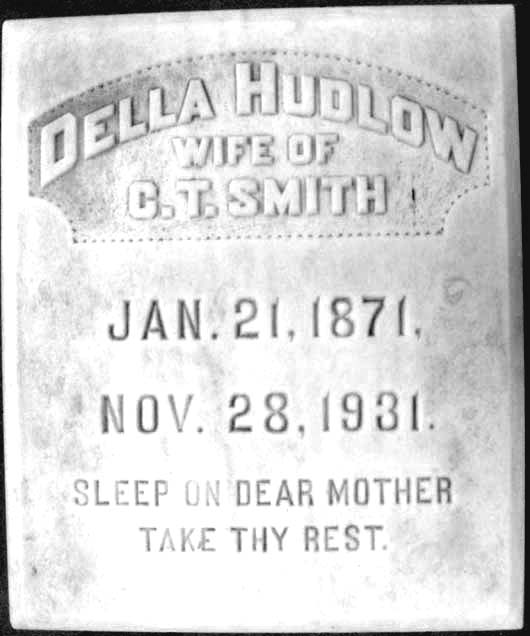 DELLA HUDLOW
WIFE OF
C. T. SMITH
JAN. 21, 1871,
NOV. 28, 1931.
SLEEP ON DEAR MOTHER
TAKE THY REST.